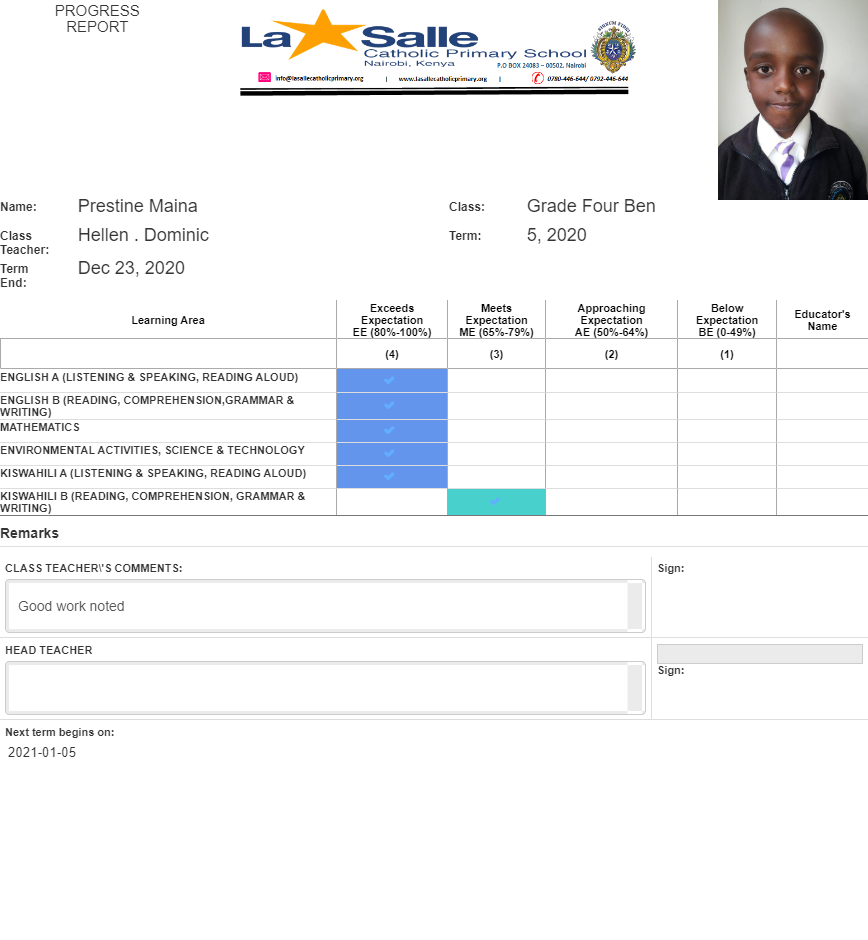 PROGRESS
REPORT
La Salle
Catholic Primary School
Nairobi, Kenya
P.O BOX 24083 – 00502, Nairobi
info@lasallecatholicprimary.org | www.lasallecatholicprimary.org | 0780-446-644/ 0792-446-644
Name: Prestine Maina Class: Grade Four Ben
Class
Teacher: Hellen . Dominic Term: 5, 2020
Term
End: Dec 23, 2020
Learning Area
Exceeds
Expectation
EE (80%-100%)
Meets
Expectation
ME (65%-79%)
Approaching
Expectation
AE (50%-64%)
Below
Expectation
BE (0-49%)
Educator's
Name
(4) (3) (2) (1)
ENGLISH A (LISTENING & SPEAKING, READING ALOUD)
ENGLISH B (READING, COMPREHENSION,GRAMMAR &
WRITING)
MATHEMATICS
ENVIRONMENTAL ACTIVITIES, SCIENCE & TECHNOLOGY
KISWAHILI A (LISTENING & SPEAKING, READING ALOUD)
KISWAHILI B (READING, COMPREHENSION, GRAMMAR &
WRITING)
Remarks
CLASS TEACHER\'S COMMENTS: Sign:
Good work noted
HEAD TEACHER
Sign:
Next term begins on:
2021-01-05